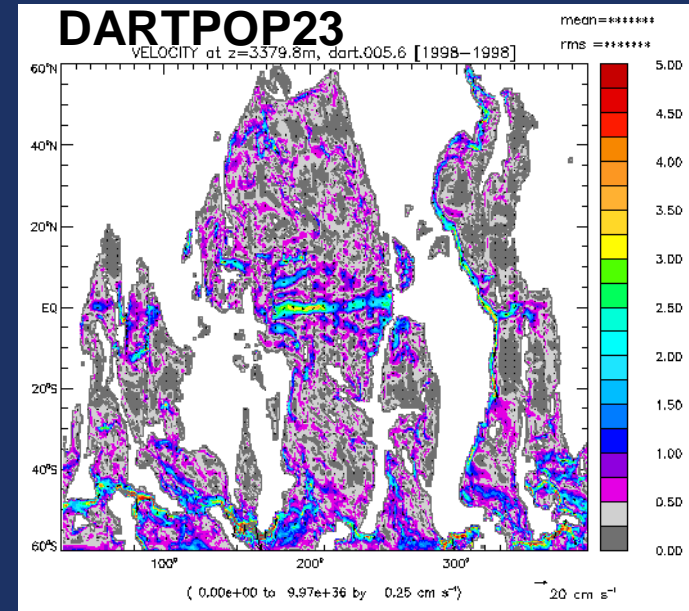 DARTPOP23
mean=*******
rms =*******
VELOCITY at z=3379.8m, dart.005.6 [1998-1998]
60°N
40°N
20°N
EQ
20°S
40°S
60°S
100°
200°
300°
5.00
4.00
3.50
3.00
2.50
2.00
1.50
1.00
0.50
0.00
( 0.00e+00 to 9.97e+36 by 0.25 cm s⁻¹)
20 cm s⁻¹